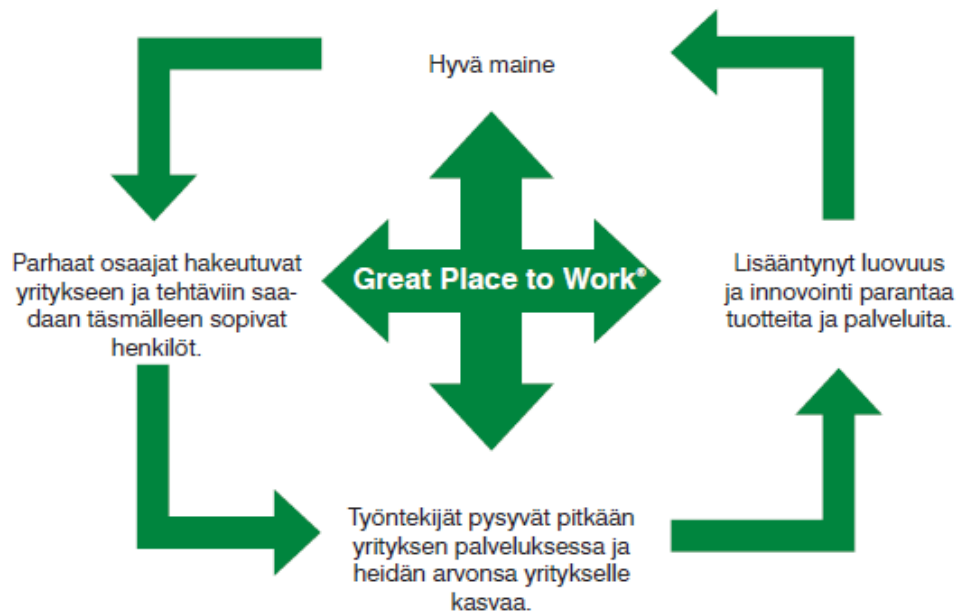 Hyvä maine
Parhaat osaajat hakeutuvat
yritykseen ja tehtäviin saa-
daan täsmälleen sopivat
henkilöt.
Great Place to Work®
Lisääntynyt luovuus
ja innovointi parantaa
tuotteita ja palveluita.
Työntekijät pysyvät pitkään
yrityksen palveluksessa ja
heidän arvonsa yritykselle
kasvaa.